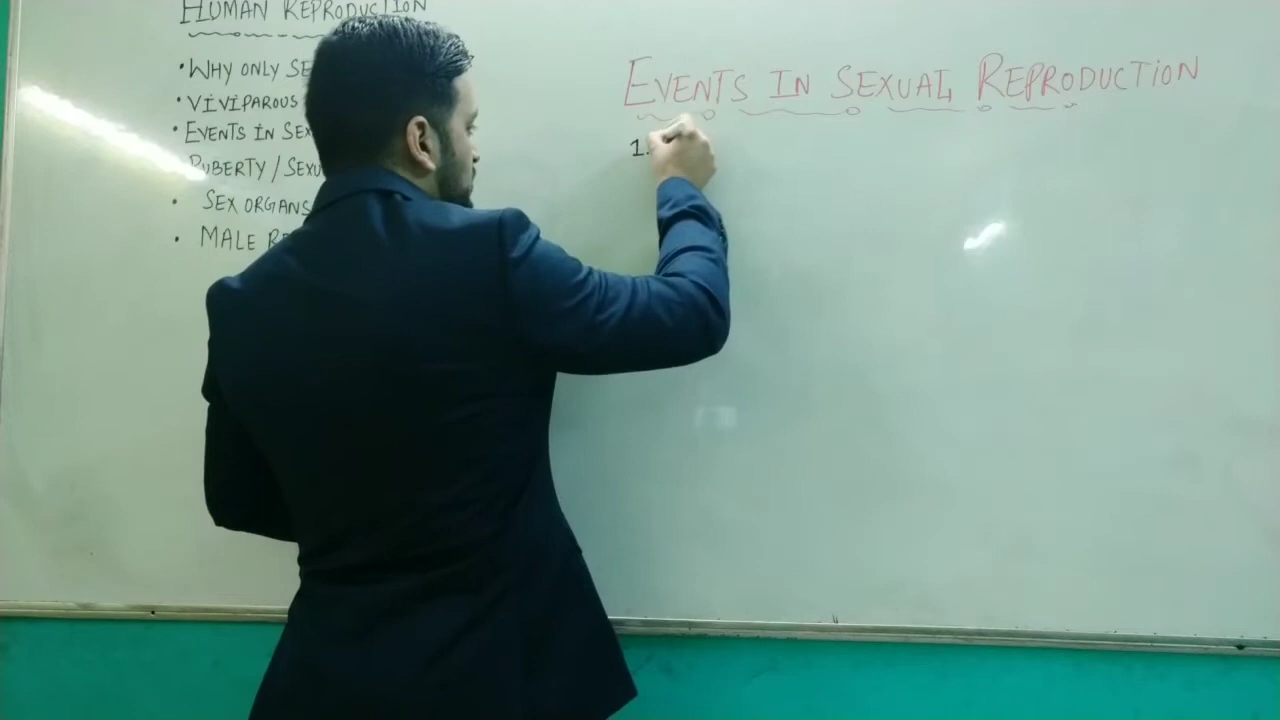 HUMAN REPRODUCTION
• WHY ONLY SE
• VIVIPAROUS
• EVENTS IN SEX
PUBERTY / SEXU
• SEX ORGANS
• MALE RE
EVENTS IN SEXUAL REPRODUCTION
1.